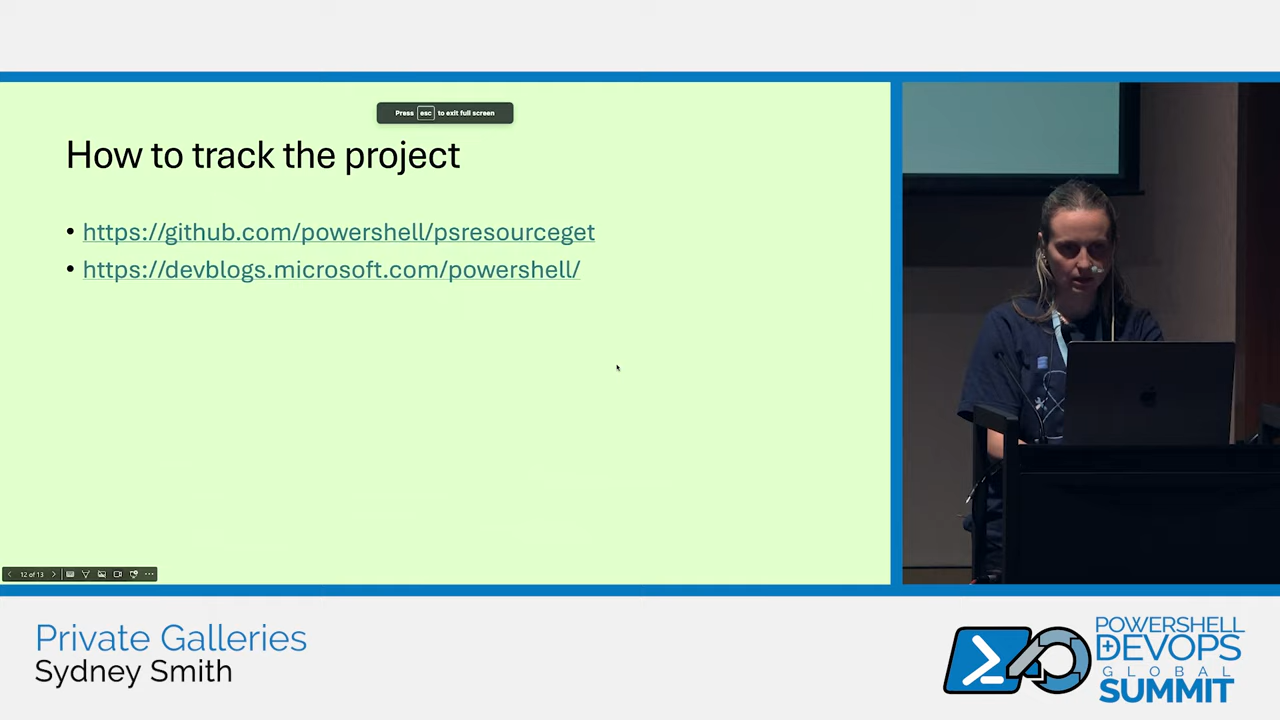 Press esc to exit full screen
How to track the project
• https://github.com/powershell/psresourceget
• https://devblogs.microsoft.com/powershell/
12 of 13
Private Galleries
Sydney Smith
POWERSHELL
DEVOPS
GLOBAL
SUMMIT